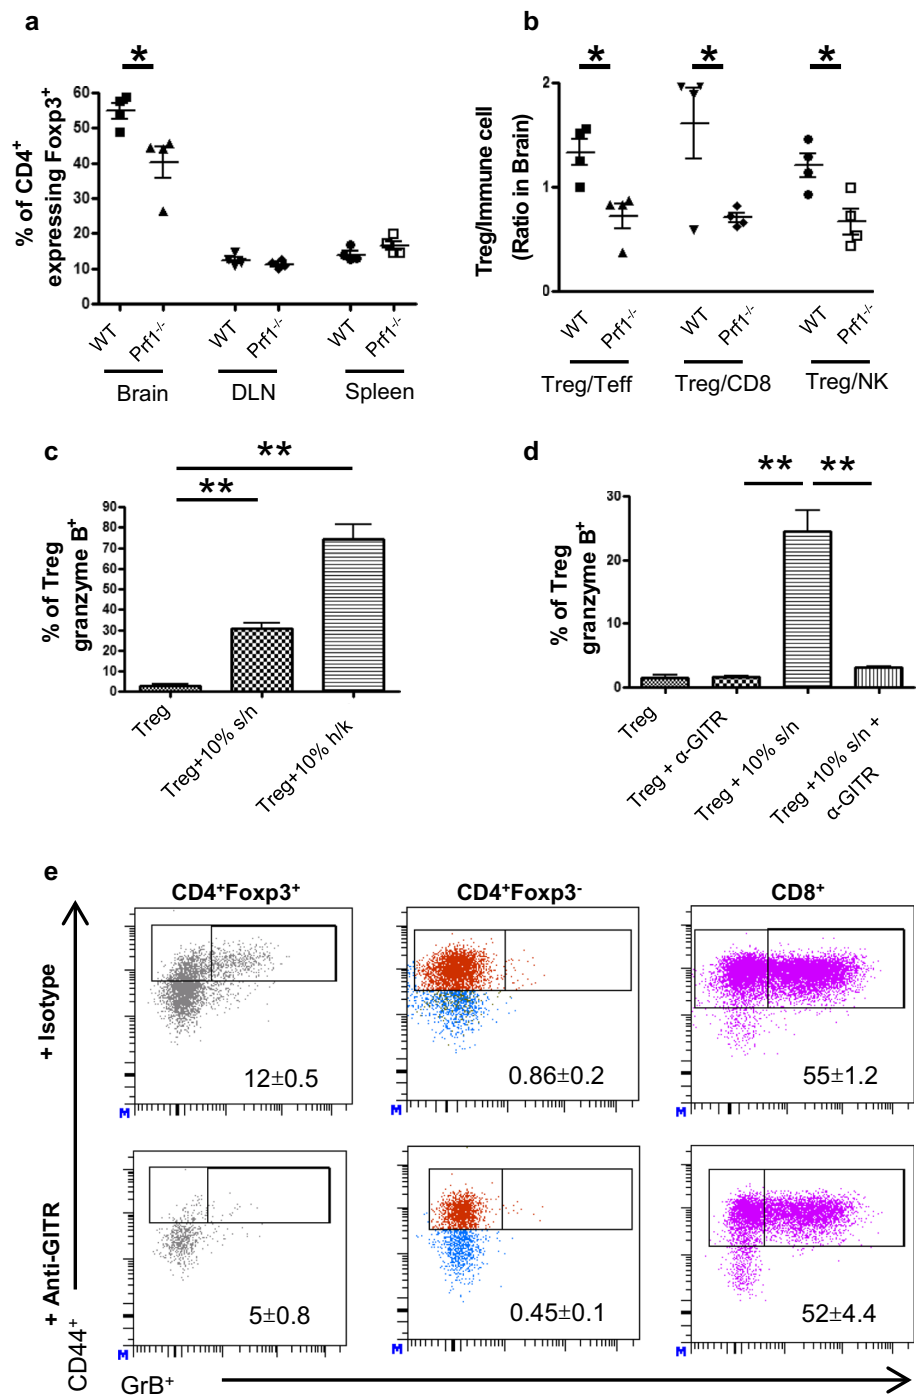 a
*
% of CD4⁺
expressing Foxp3⁺
60
50
40
30
20
10
0
WT
Prf1⁻/⁻
WT
Prf1⁻/⁻
WT
Prf1⁻/⁻
Brain
DLN
Spleen
b
*
*
*
Treg/Immune cell
(Ratio in Brain)
2
1
0
WT
Prf1⁻/⁻
WT
Prf1⁻/⁻
WT
Prf1⁻/⁻
Treg/Teff
Treg/CD8
Treg/NK
c
**
**
% of Treg
granzyme B⁺
90
80
70
60
50
40
30
20
10
0
Treg
Treg+10% s/n
Treg+10% h/k
d
**
**
% of Treg
granzyme B⁺
30
20
10
0
Treg
Treg + α-GITR
Treg + 10% s/n
Treg +10% s/n +
α-GITR
e
CD4⁺Foxp3⁺
CD4⁺Foxp3⁻
CD8⁺
+ Isotype
12±0.5
0.86±0.2
55±1.2
M
M
M
+ Anti-GITR
5±0.8
0.45±0.1
52±4.4
M
M
M
CD44⁺
GrB⁺